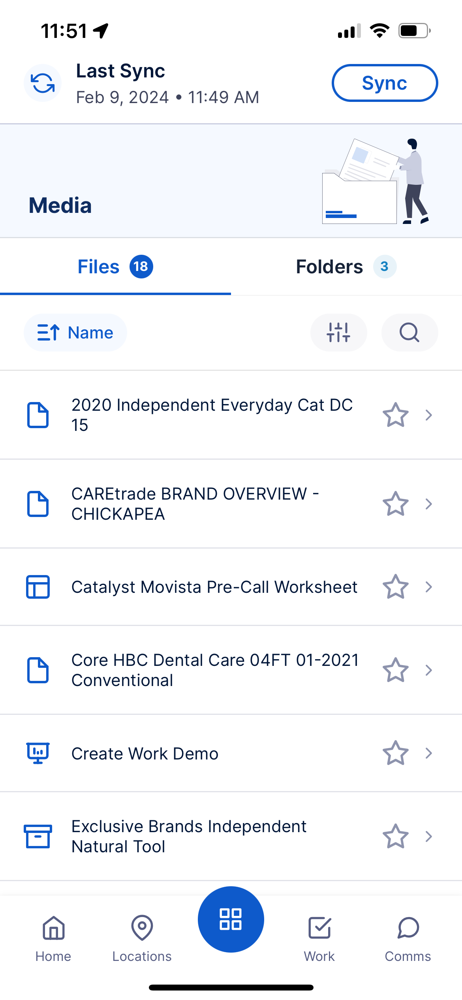 11:51
Last Sync
Feb 9, 2024 • 11:49 AM
Sync
Media
Files 18
Folders 3
Name
2020 Independent Everyday Cat DC
15
CAREtrade BRAND OVERVIEW -
CHICKAPEA
Catalyst Movista Pre-Call Worksheet
Core HBC Dental Care 04FT 01-2021
Conventional
Create Work Demo
Exclusive Brands Independent
Natural Tool
Home
Locations
Work
Comms